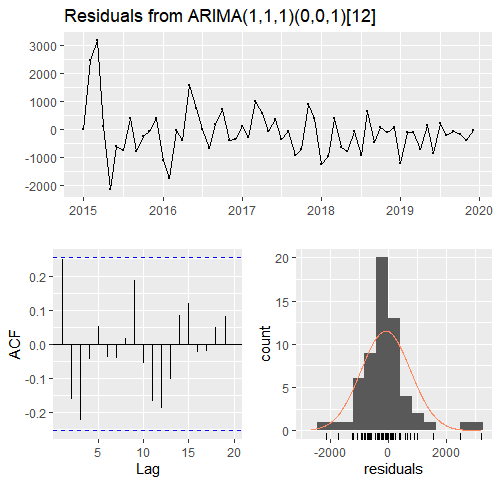 Residuals from ARIMA(1,1,1)(0,0,1)[12]
3000
2000
1000
0
-1000
-2000
2015 2016 2017 2018 2019 2020
ACF
0.2
0.1
0.0
-0.1
-0.2
5 10 15 20
Lag
count
20
15
10
5
0
-2000 0 2000
residuals